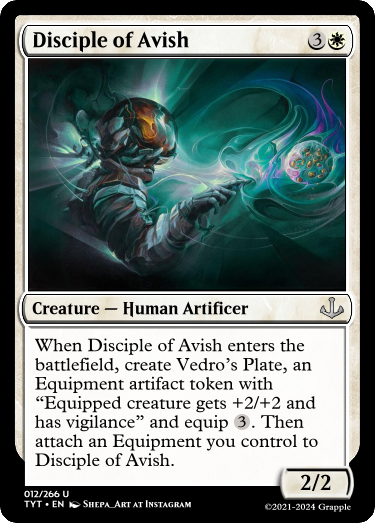 Disciple of Avish 3
Creature — Human Artificer
When Disciple of Avish enters the
battlefield, create Vedro's Plate, an
Equipment artifact token with
“Equipped creature gets +2/+2 and
has vigilance” and equip 3. Then
attach an Equipment you control to
Disciple of Avish.
2/2
012/266 U
TYT • EN Shepa_Art at Instagram
©2021-2024 Grapple